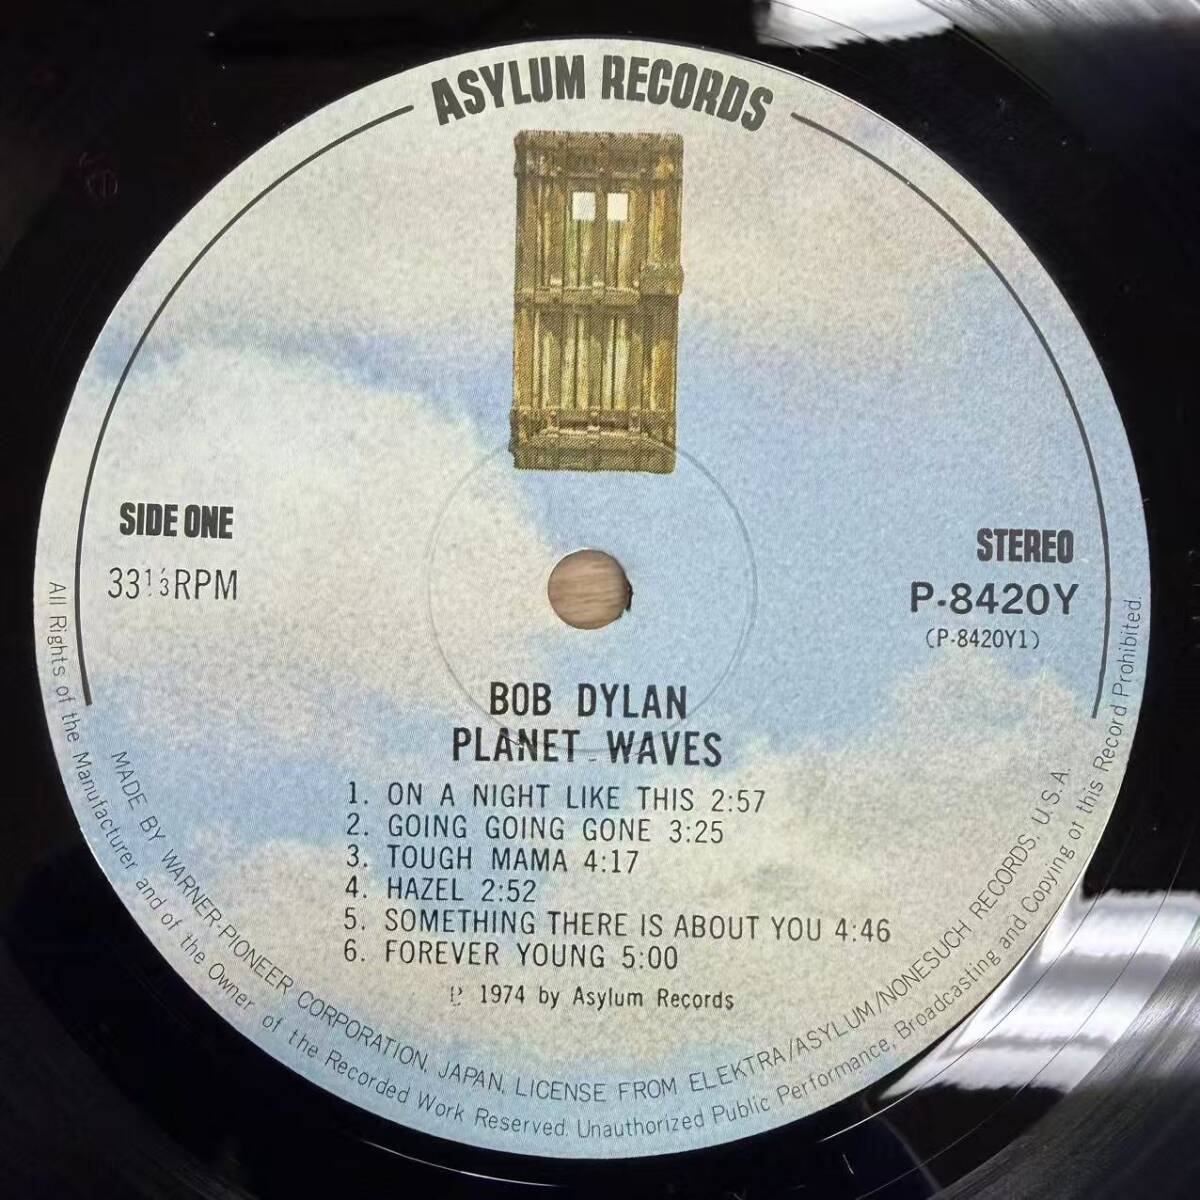 ASYLUM RECORDS
SIDE ONE
33 1/3 RPM
STEREO
P-8420Y
(P-8420Y1)
BOB DYLAN
PLANET WAVES
1. ON A NIGHT LIKE THIS 2:57
2. GOING GOING GONE 3:25
3. TOUGH MAMA 4:17
4. HAZEL 2:52
5. SOMETHING THERE IS ABOUT YOU 4:46
6. FOREVER YOUNG 5:00
℗ 1974 by Asylum Records
MADE BY WARNER-PIONEER CORPORATION, JAPAN, LICENSE FROM ELEKTRA/ASYLUM/NONESUCH RECORDS, U.S.A.
All Rights of the Manufacturer and of the Owner of the Recorded Work Reserved. Unauthorized Public Performance, Broadcasting and Copying of this Record Prohibited.